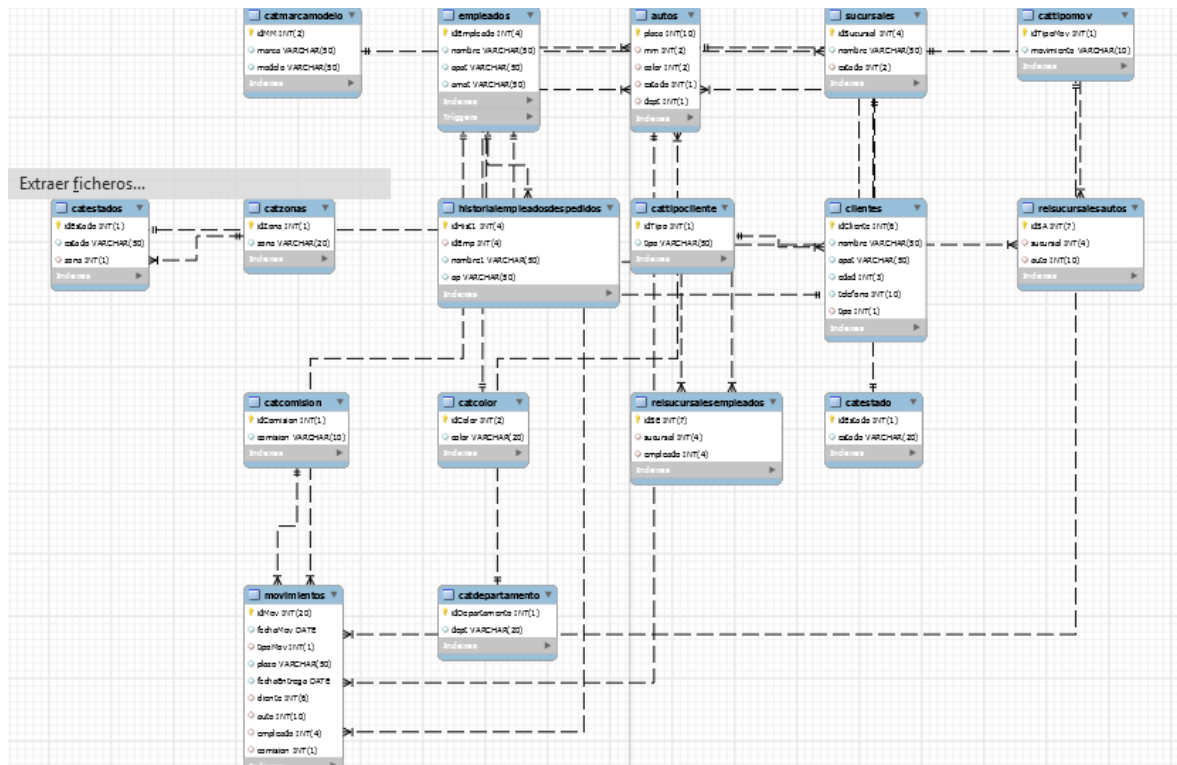 catmarcamodelo
idMM INT(2)
marca VARCHAR(50)
modelo VARCHAR(50)
Indexes
empleados
idEmpleado INT(4)
nombre VARCHAR(50)
apat VARCHAR(50)
amat VARCHAR(50)
Indexes
Triggers
autos
placa INT(10)
mm INT(2)
color INT(2)
estado INT(1)
dept INT(1)
Indexes
sucursales
idSucursal INT(4)
nombre VARCHAR(50)
estado INT(2)
Indexes
cattipomov
idTipoMov INT(1)
movimiento VARCHAR(10)
Indexes
Extraer ficheros...
catestados
idEstado INT(1)
estado VARCHAR(50)
zona INT(1)
Indexes
catzonas
idZona INT(1)
zona VARCHAR(20)
Indexes
historialempleadosdespedidos
idHist1 INT(4)
idEmp INT(4)
nombre1 VARCHAR(50)
ap VARCHAR(50)
Indexes
cattipocliente
idTipo INT(1)
tipo VARCHAR(50)
Indexes
clientes
idCliente INT(6)
nombre VARCHAR(50)
apat VARCHAR(50)
edad INT(3)
telefono INT(10)
tipo INT(1)
Indexes
relsucursalesautos
idSA INT(7)
sucursal INT(4)
auto INT(10)
Indexes
catcomision
idComision INT(1)
comision VARCHAR(10)
Indexes
catcolor
idColor INT(2)
color VARCHAR(20)
Indexes
relsucursalesempleados
idSE INT(7)
sucursal INT(4)
empleado INT(4)
Indexes
catestado
idEstado INT(1)
estado VARCHAR(20)
Indexes
movimientos
idMov INT(20)
fechaMov DATE
tipoMov INT(1)
plazo VARCHAR(50)
fechaEntrega DATE
cliente INT(6)
auto INT(10)
empleado INT(4)
comision INT(1)
catdepartamento
idDepartamento INT(1)
dept VARCHAR(20)
Indexes